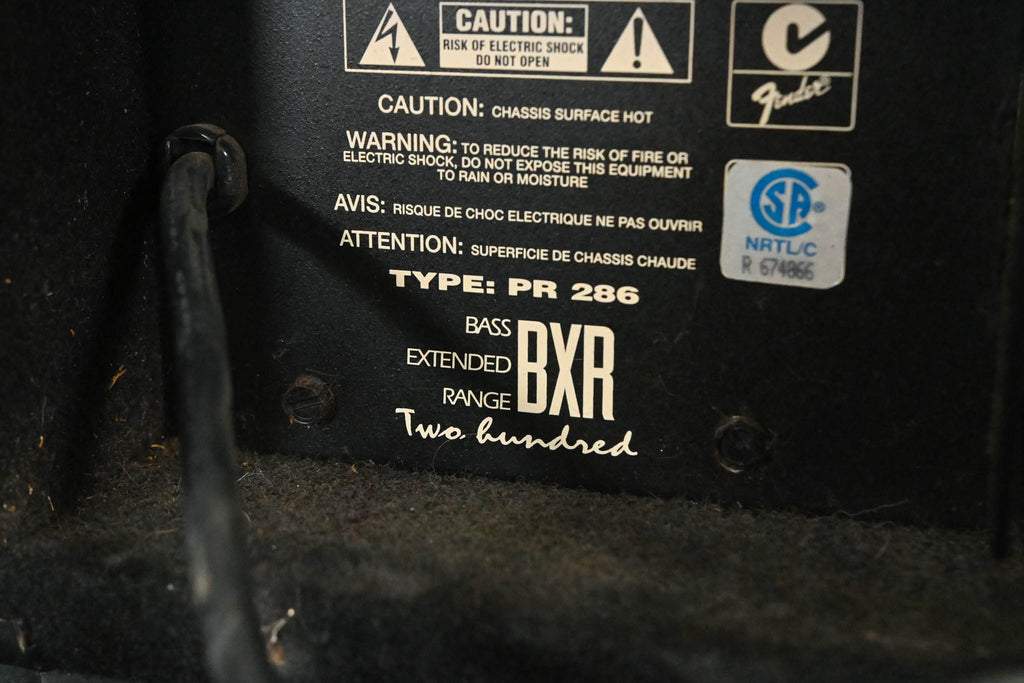 CAUTION:
RISK OF ELECTRIC SHOCK
DO NOT OPEN
Fender®
CAUTION: CHASSIS SURFACE HOT
WARNING: TO REDUCE THE RISK OF FIRE OR
ELECTRIC SHOCK, DO NOT EXPOSE THIS EQUIPMENT
TO RAIN OR MOISTURE
AVIS: RISQUE DE CHOC ELECTRIQUE NE PAS OUVRIR
ATTENTION: SUPERFICIE DE CHASSIS CHAUDE
SA®
NRTL/C
R 674866
TYPE: PR 286
BASS
EXTENDED
RANGE
BXR
Two hundred